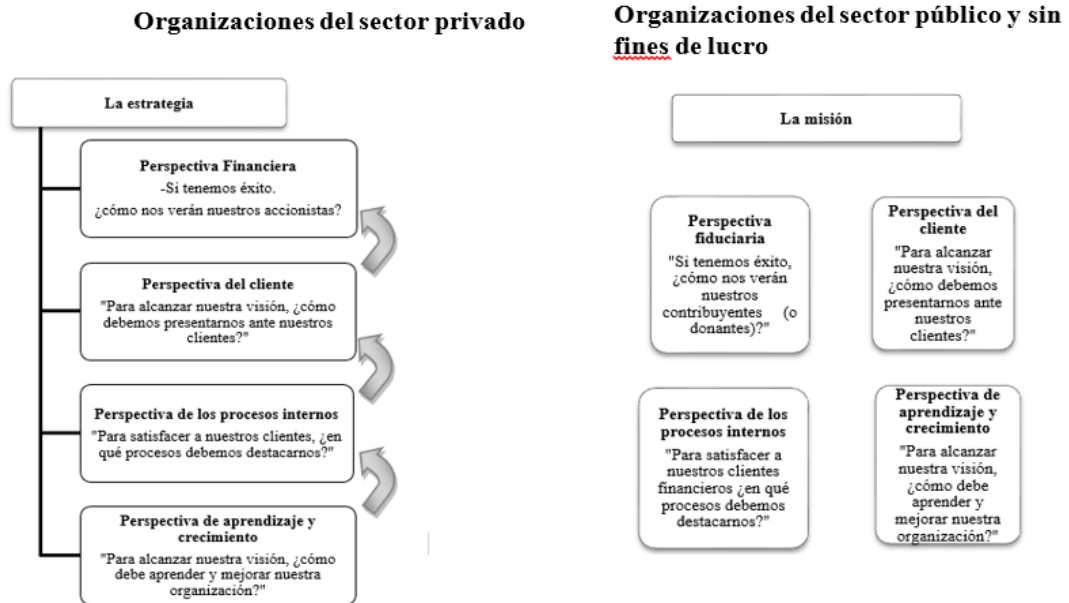 Organizaciones del sector privado
La estrategia
Perspectiva Financiera
-Si tenemos éxito.
¿cómo nos verán nuestros accionistas?
Perspectiva del cliente
"Para alcanzar nuestra visión, ¿cómo
debemos presentarnos ante nuestros
clientes?"
Perspectiva de los procesos internos
"Para satisfacer a nuestros clientes, ¿en
qué procesos debemos destacarnos?"
Perspectiva de aprendizaje y
crecimiento
"Para alcanzar nuestra visión, ¿cómo
debe aprender y mejorar nuestra
organización?"
Organizaciones del sector público y sin
fines de lucro
La misión
Perspectiva
fiduciaria
"Si tenemos éxito,
¿cómo nos verán
nuestros
contribuyentes (o
donantes)?"
Perspectiva del
cliente
"Para alcanzar
nuestra visión,
¿cómo debemos
presentarnos ante
nuestros
clientes?"
Perspectiva de los
procesos internos
"Para satisfacer a
nuestros clientes
financieros ¿en qué
procesos debemos
destacarnos?"
Perspectiva de
aprendizaje y
crecimiento
"Para alcanzar
nuestra visión,
¿cómo debe
aprender y
mejorar nuestra
organización?"